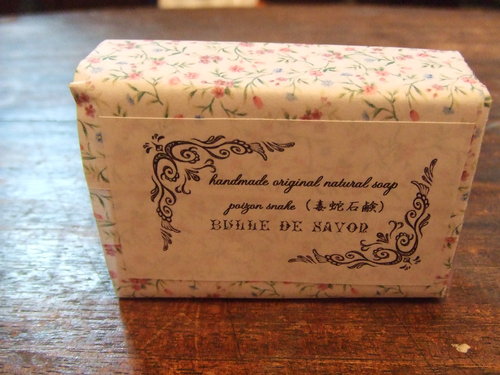 handmade original natural soap
poizon snake (毒蛇石鹸)
BULLE DE SAVON